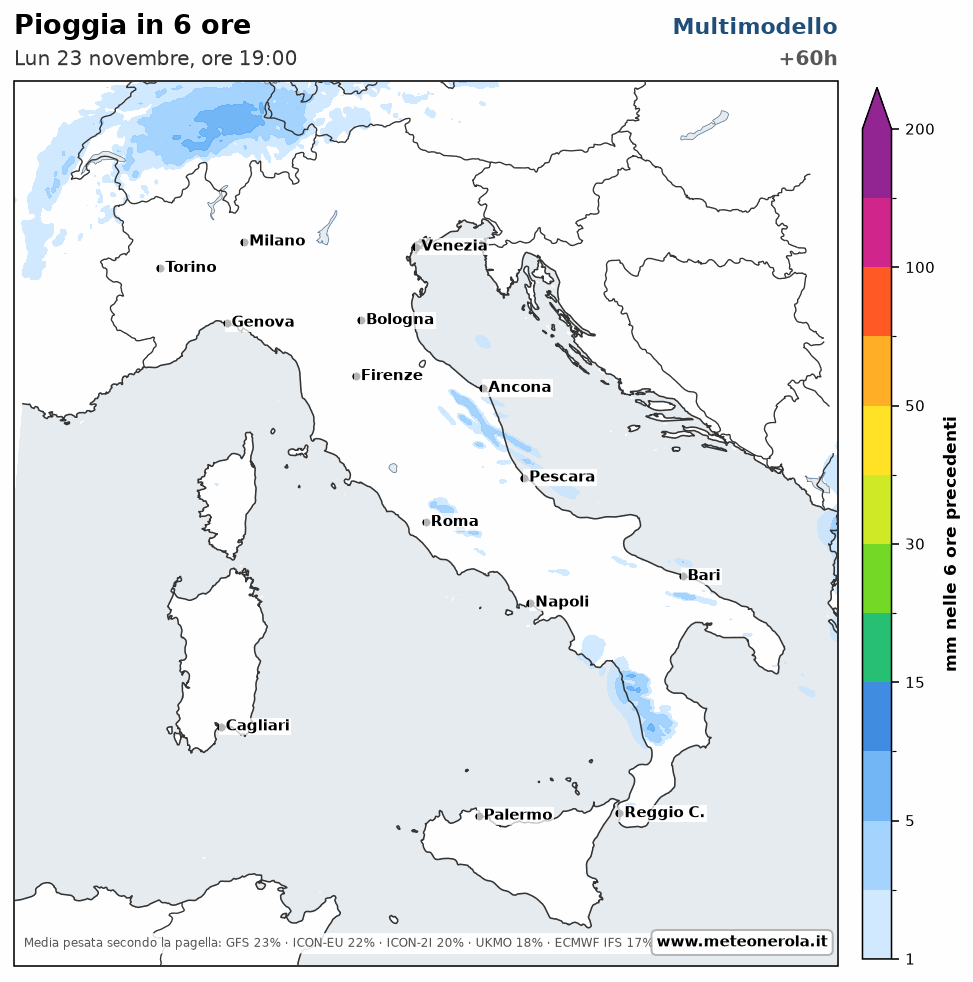 Pioggia in 6 ore
Multimodello
Lun 23 novembre, ore 19:00
+60h
200
Milano
Venezia
Torino
100
Genova
Bologna
Firenze
Ancona
50
Pescara
Roma
30
Bari
Napoli
15
Cagliari
Palermo
Reggio C.
5
mm nelle 6 ore precedenti
Media pesata secondo la pagella: GFS 23% · ICON-EU 22% · ICON-2I 20% · UKMO 18% · ECMWF IFS 17%
www.meteonerola.it
1